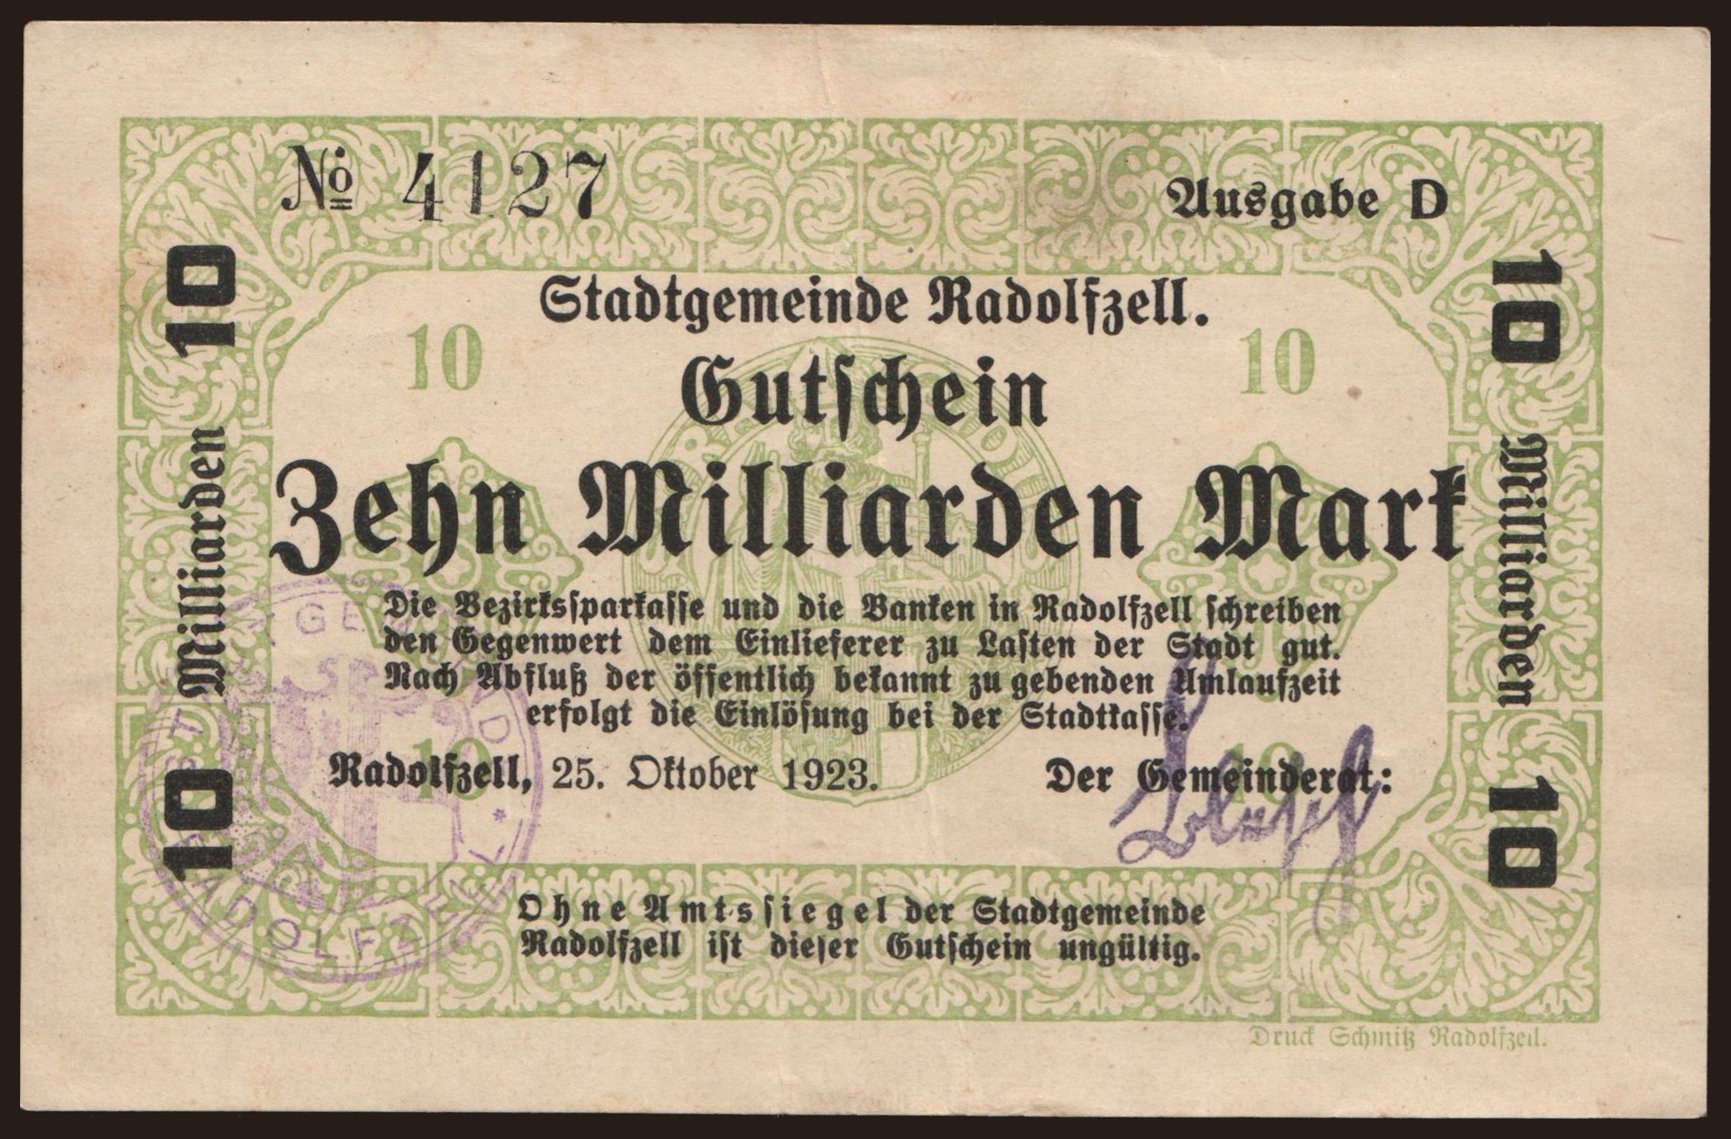 № 4127
Ausgabe D
Stadtgemeinde Radolfzell.
10 10
Gutschein
Zehn Milliarden Mark
10 Milliarden 10
10 Milliarden 10
Die Bezirkssparkasse und die Banken in Radolfzell schreiben
den Gegenwert dem Einlieferer zu Lasten der Stadt gut.
Nach Abfluß der öffentlich bekannt zu gebenden Umlaufzeit
erfolgt die Einlösung bei der Stadtkasse.
Radolfzell, 25. Oktober 1923.
Der Gemeinderat:
10 10
Ohne Amtssiegel der Stadtgemeinde
Radolfzell ist dieser Gutschein ungültig.
RADOLFZELL
Druck Schmitz Radolfzell.